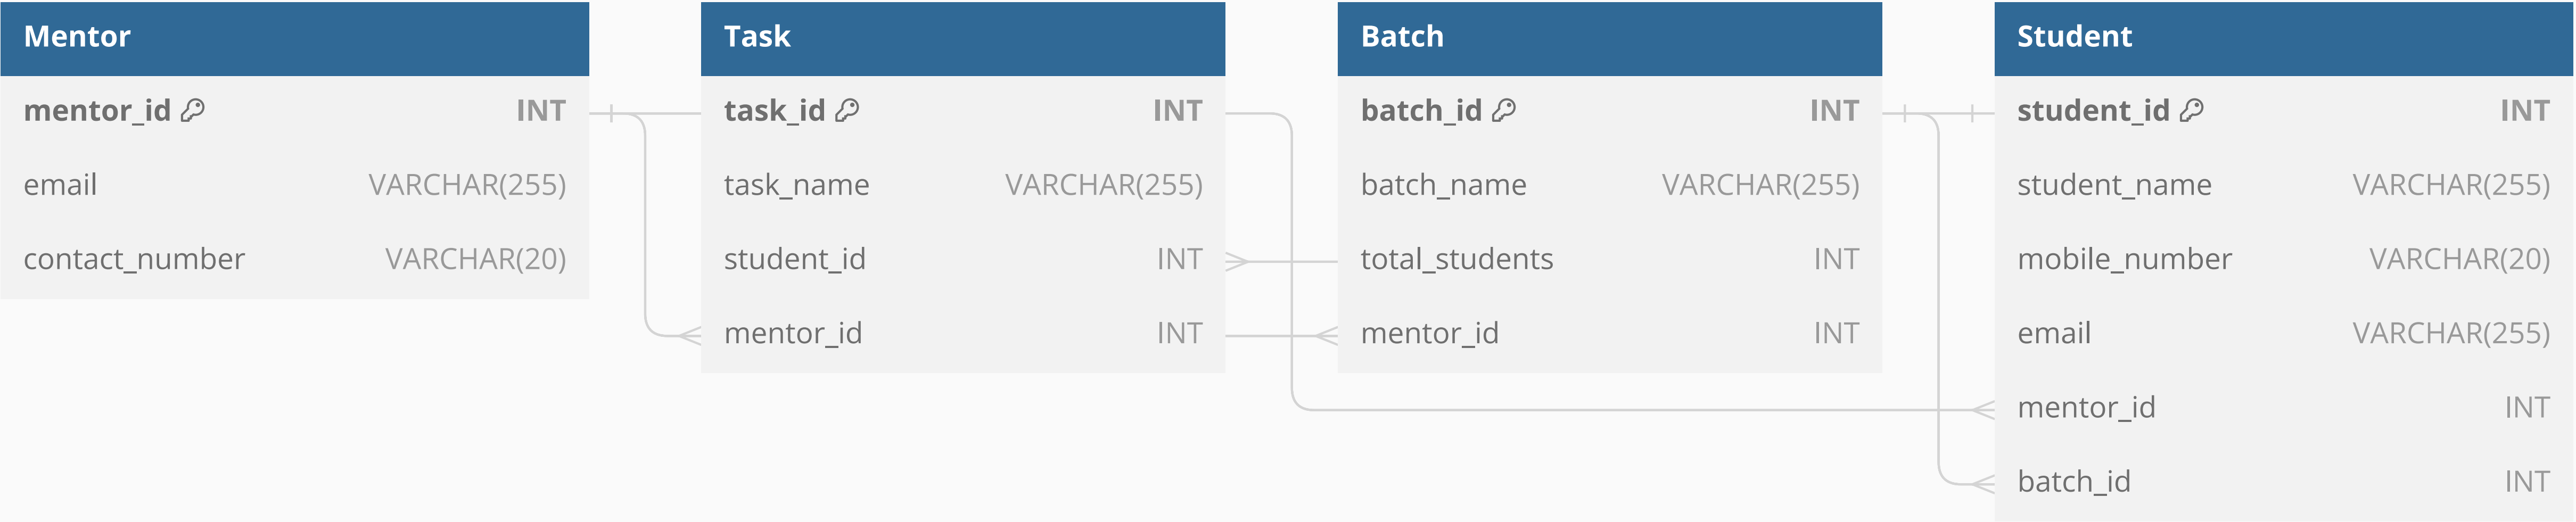 Mentor
mentor_id INT
email VARCHAR(255)
contact_number VARCHAR(20)
Task
task_id INT
task_name VARCHAR(255)
student_id INT
mentor_id INT
Batch
batch_id INT
batch_name VARCHAR(255)
total_students INT
mentor_id INT
Student
student_id INT
student_name VARCHAR(255)
mobile_number VARCHAR(20)
email VARCHAR(255)
mentor_id INT
batch_id INT